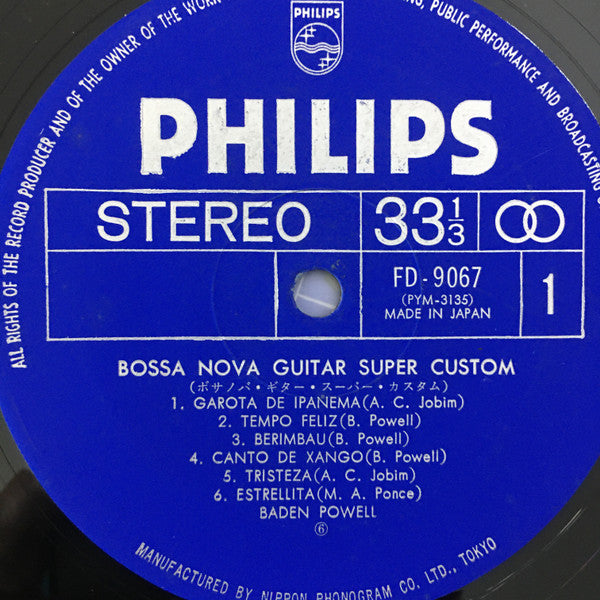 ALL RIGHTS OF THE RECORD PRODUCER AND OF THE OWNER OF THE WORK
PUBLIC PERFORMANCE AND BROADCASTING
PHILIPS
PHILIPS
STEREO
33 1/3
FD-9067
(PYM-3135)
MADE IN JAPAN
1
BOSSA NOVA GUITAR SUPER CUSTOM
(ボサノバ・ギター・スーパー・カスタム)
1. GAROTA DE IPAÑEMA(A. C. Jobim)
2. TEMPO FELIZ(B. Powell)
3. BERIMBAU(B. Powell)
4. CANTO DE XANGO(B. Powell)
5. TRISTEZA(A. C. Jobim)
6. ESTRELLITA(M. A. Ponce)
BADEN POWELL
⑥
MANUFACTURED BY NIPPON PHONOGRAM CO. LTD., TOKYO